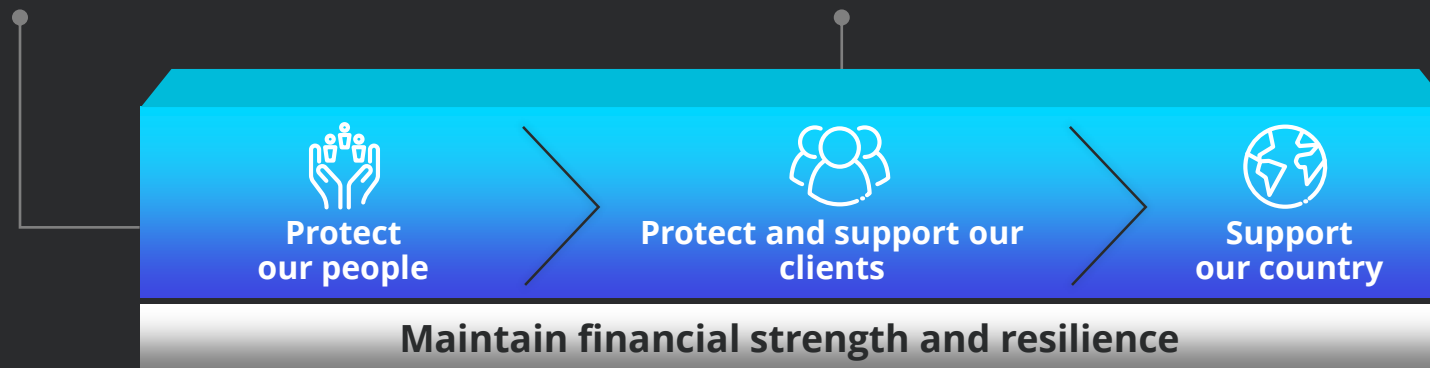 Protect
our people
Protect and support our
clients
Support
our country
Maintain financial strength and resilience